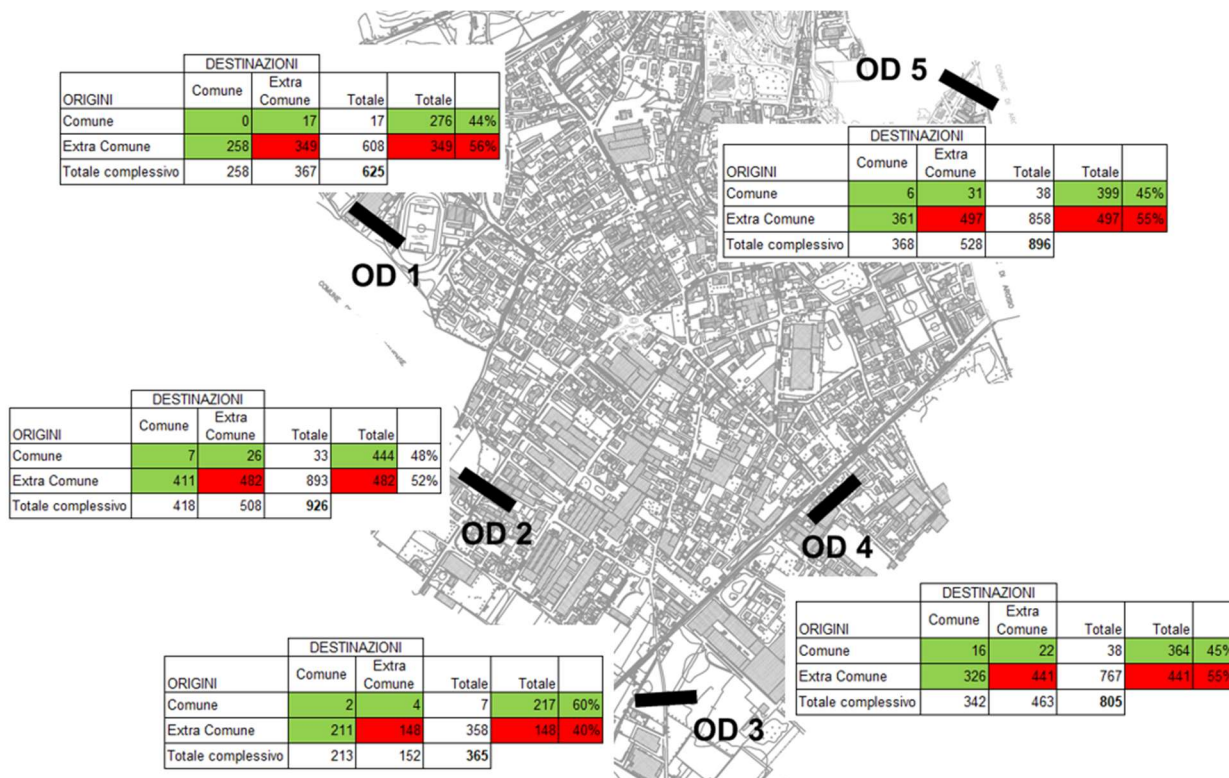 DESTINAZIONI
ORIGINI Comune Extra Comune Totale Totale
Comune 0 17 17 276 44%
Extra Comune 258 349 608 349 56%
Totale complessivo 258 367 625
OD 1
OD 5
DESTINAZIONI
ORIGINI Comune Extra Comune Totale Totale
Comune 6 31 38 399 45%
Extra Comune 361 497 858 497 55%
Totale complessivo 368 528 896
DESTINAZIONI
ORIGINI Comune Extra Comune Totale Totale
Comune 7 26 33 444 48%
Extra Comune 411 482 893 482 52%
Totale complessivo 418 508 926
OD 2
OD 4
DESTINAZIONI
ORIGINI Comune Extra Comune Totale Totale
Comune 16 22 38 364 45%
Extra Comune 326 441 767 441 55%
Totale complessivo 342 463 805
DESTINAZIONI
ORIGINI Comune Extra Comune Totale Totale
Comune 2 4 7 217 60%
Extra Comune 211 148 358 148 40%
Totale complessivo 213 152 365
OD 3
COMUNE